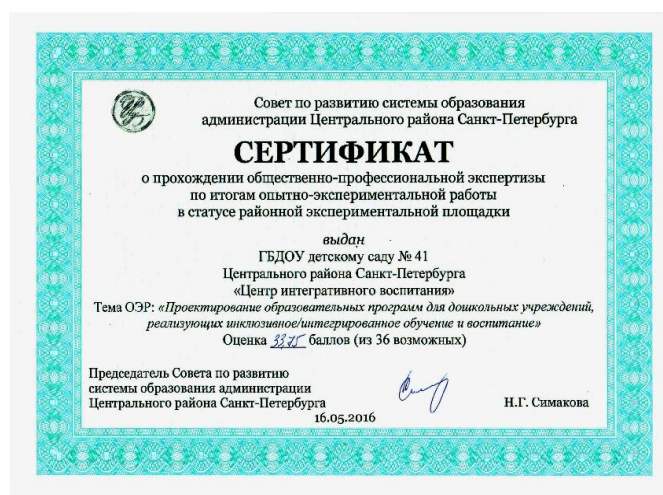 Совет по развитию системы образования
администрации Центрального района Санкт-Петербурга
СЕРТИФИКАТ
о прохождении общественно-профессиональной экспертизы
по итогам опытно-экспериментальной работы
в статусе районной экспериментальной площадки
выдан
ГБДОУ детскому саду № 41
Центрального района Санкт-Петербурга
«Центр интегративного воспитания»
Тема ОЭР: «Проектирование образовательных программ для дошкольных учреждений,
реализующих инклюзивное/интегрированное обучение и воспитание»
Оценка 33,75 баллов (из 36 возможных)
Председатель Совета по развитию
системы образования администрации
Центрального района Санкт-Петербурга
Н.Г. Симакова
16.05.2016